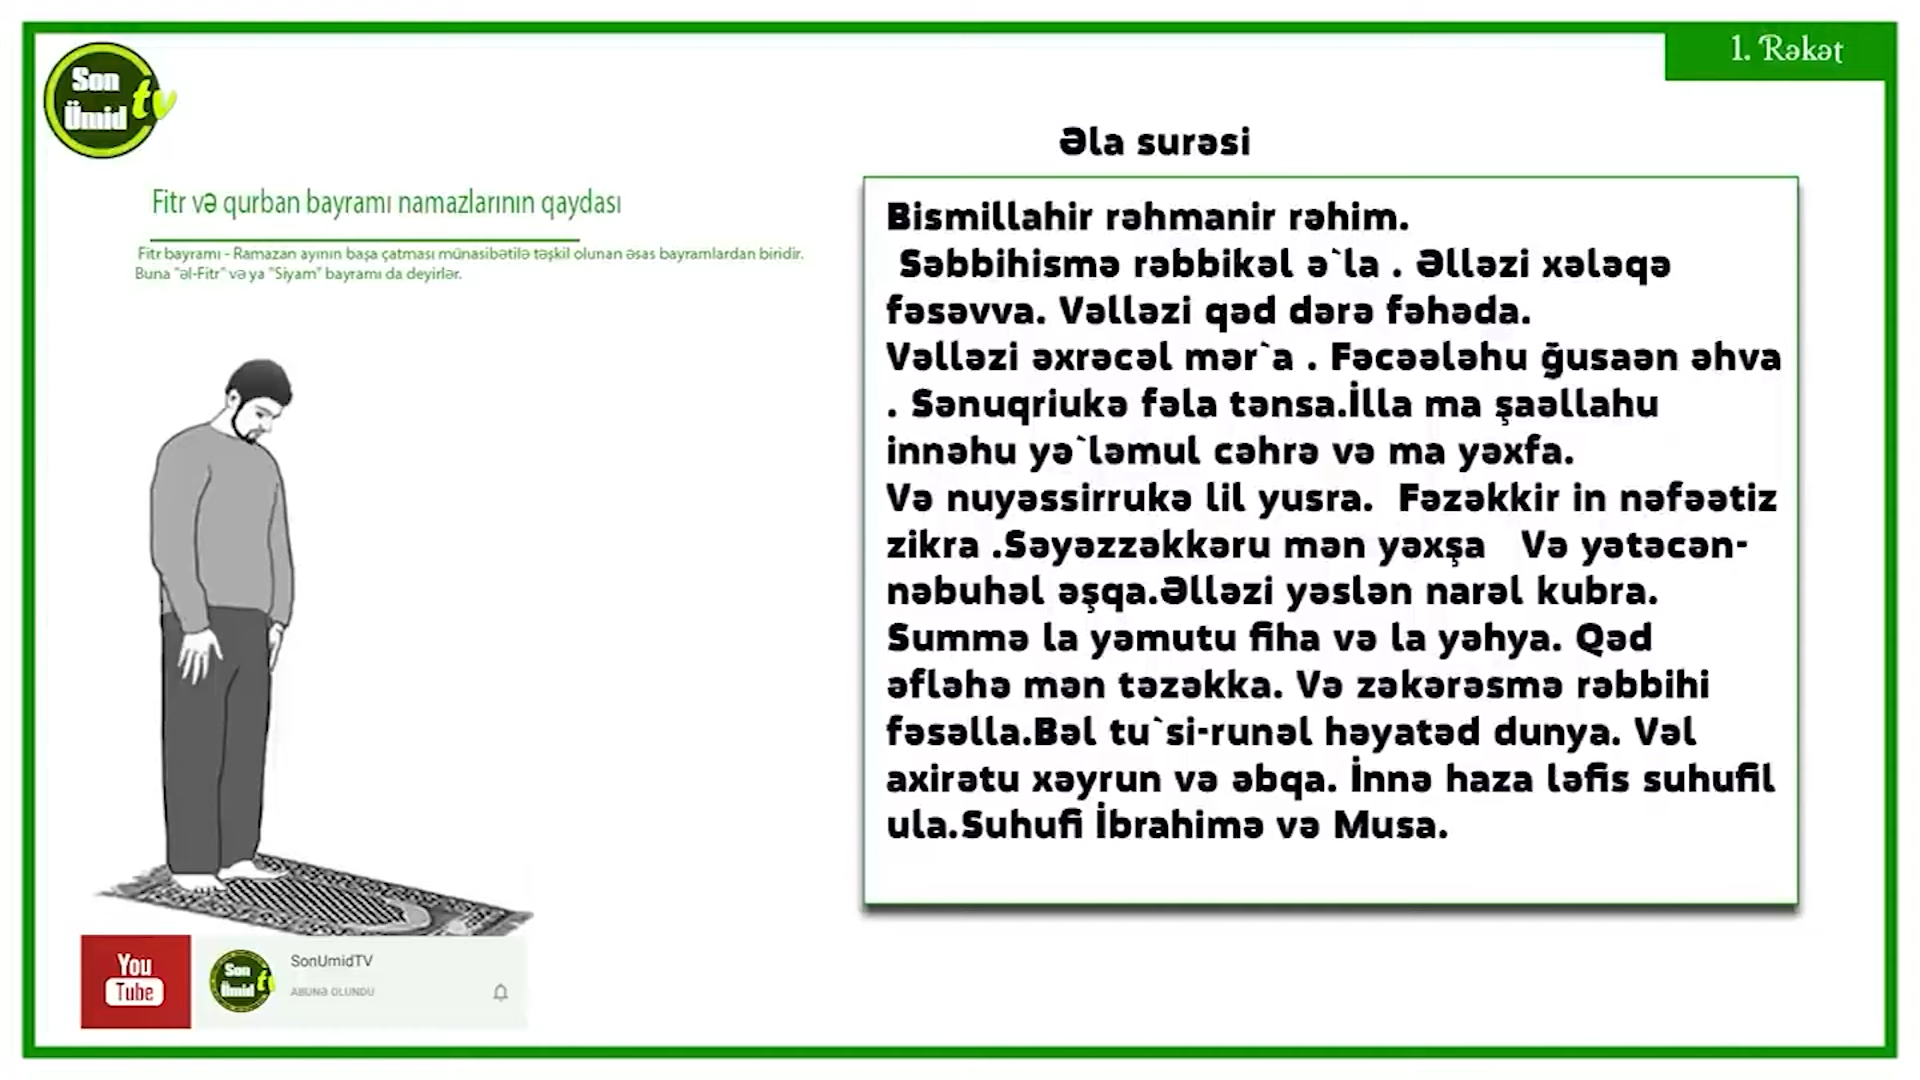 1. Rəkət
Son
Ümid
tv
Əla surəsi
Fitr və qurban bayramı namazlarının qaydası
Fitr bayramı - Ramazan ayının başa çatması münasibətilə təşkil olunan əsas bayramlardan biridir.
Buna "əl-Fitr" və ya "Siyam" bayramı da deyirlər.
Bismillahir rəhmanir rəhim.
Səbbihismə rəbbikəl ə`la . Əlləzi xələqə
fəsəvva. Vəlləzi qəd dərə fəhəda.
Vəlləzi əxrəcəl mər`a . Fəcəələhu ğusaən əhva
. Sənuqriukə fəla tənsa.İlla ma şaəllahu
innəhu yə`ləmul cəhrə və ma yəxfa.
Və nuyəssirrukə lil yusra. Fəzəkkir in nəfəətiz
zikra .Səyəzzəkkəru mən yəxşa Və yətəcən-
nəbuhəl əşqa.Əlləzi yəslən narəl kubra.
Summə la yəmutu fiha və la yəhya. Qəd
əfləhə mən təzəkka. Və zəkərəsmə rəbbihi
fəsəlla.Bəl tu`si-runəl həyatəd dunya. Vəl
axirətu xəyrun və əbqa. İnnə haza ləfis suhufil
ula.Suhufi İbrahimə və Musa.
You
Tube
Son
Ümid
tv
SonUmidTV
ABUNƏ OLUNDU